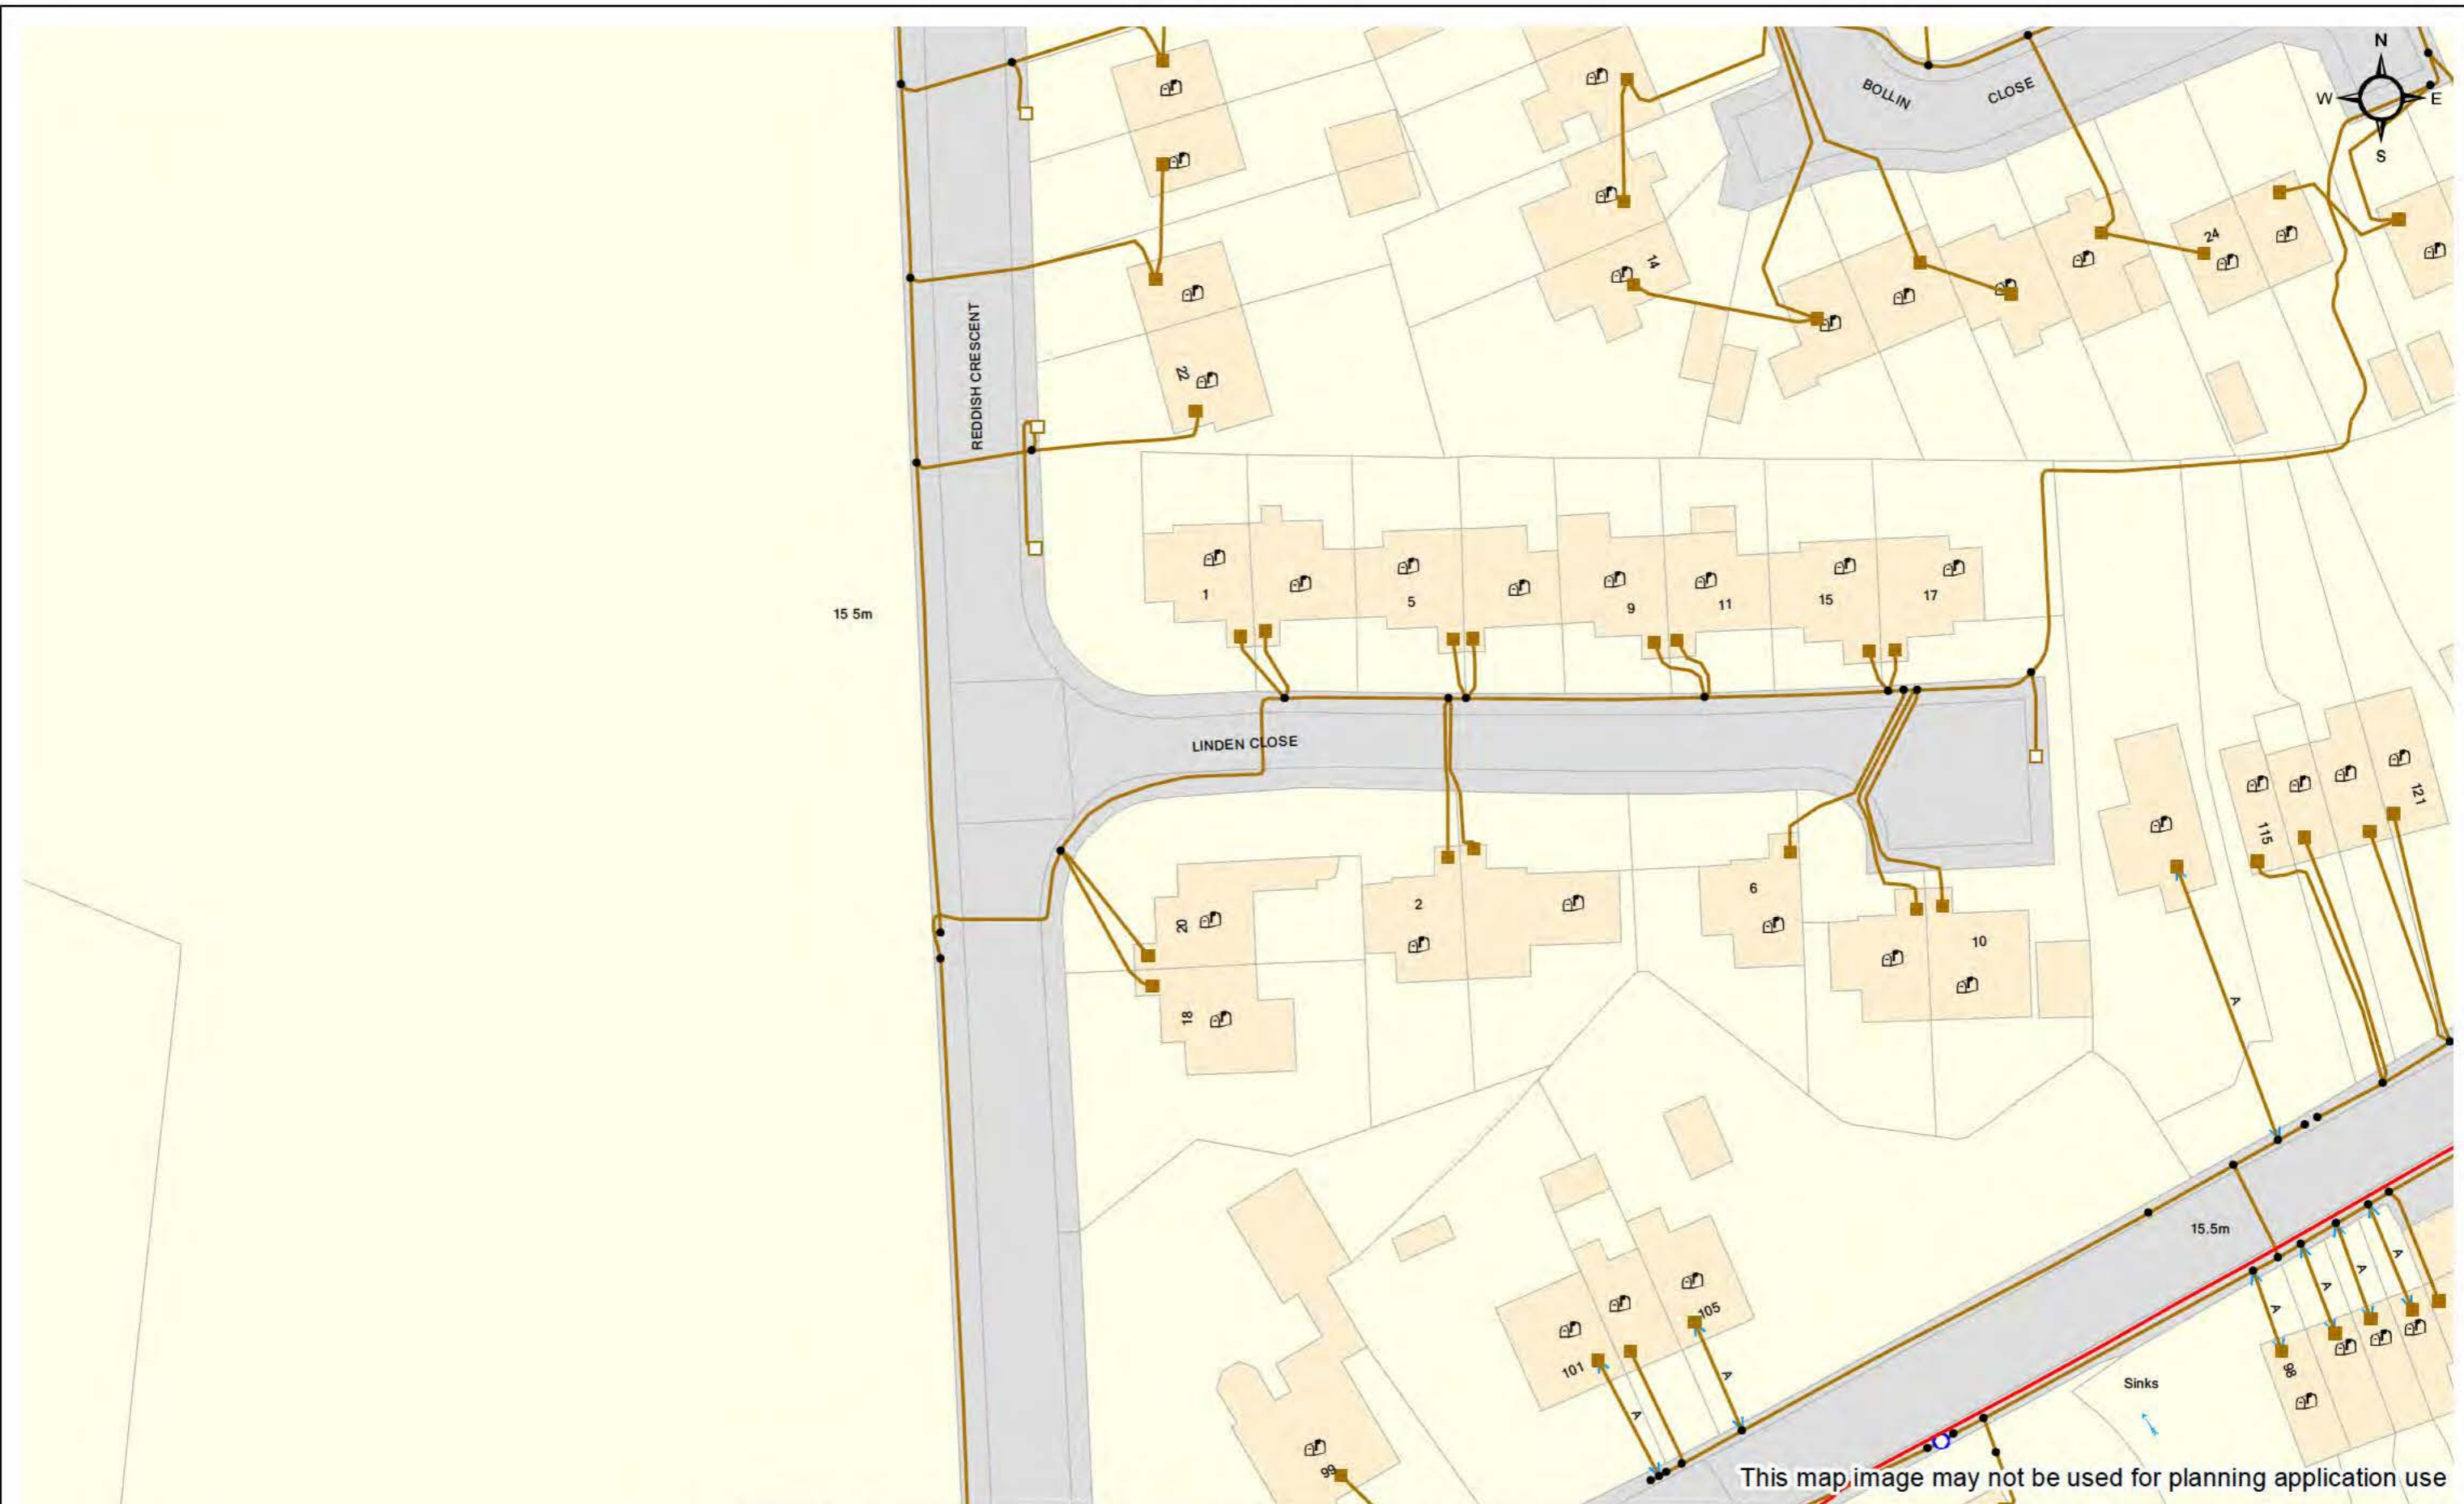 N
BOLLIN
CLOSE
W
E
S
14
24
22
REDDISH CRESCENT
15 5m
1
5
9
11
15
17
LINDEN CLOSE
115
121
20
2
6
10
18
A
15.5m
105
101
A
A
A
A
A
A
98
Sinks
99
This map image may not be used for planning application use